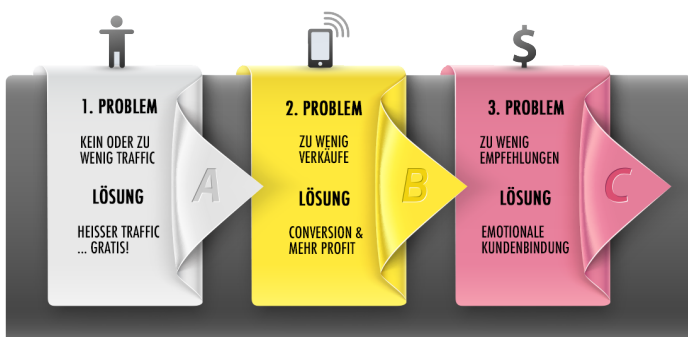 $
1. PROBLEM
KEIN ODER ZU
WENIG TRAFFIC
LÖSUNG
HEISSER TRAFFIC
... GRATIS!
A
2. PROBLEM
ZU WENIG
VERKÄUFE
LÖSUNG
CONVERSION &
MEHR PROFIT
B
3. PROBLEM
ZU WENIG
EMPFEHLUNGEN
LÖSUNG
EMOTIONALE
KUNDENBINDUNG
C